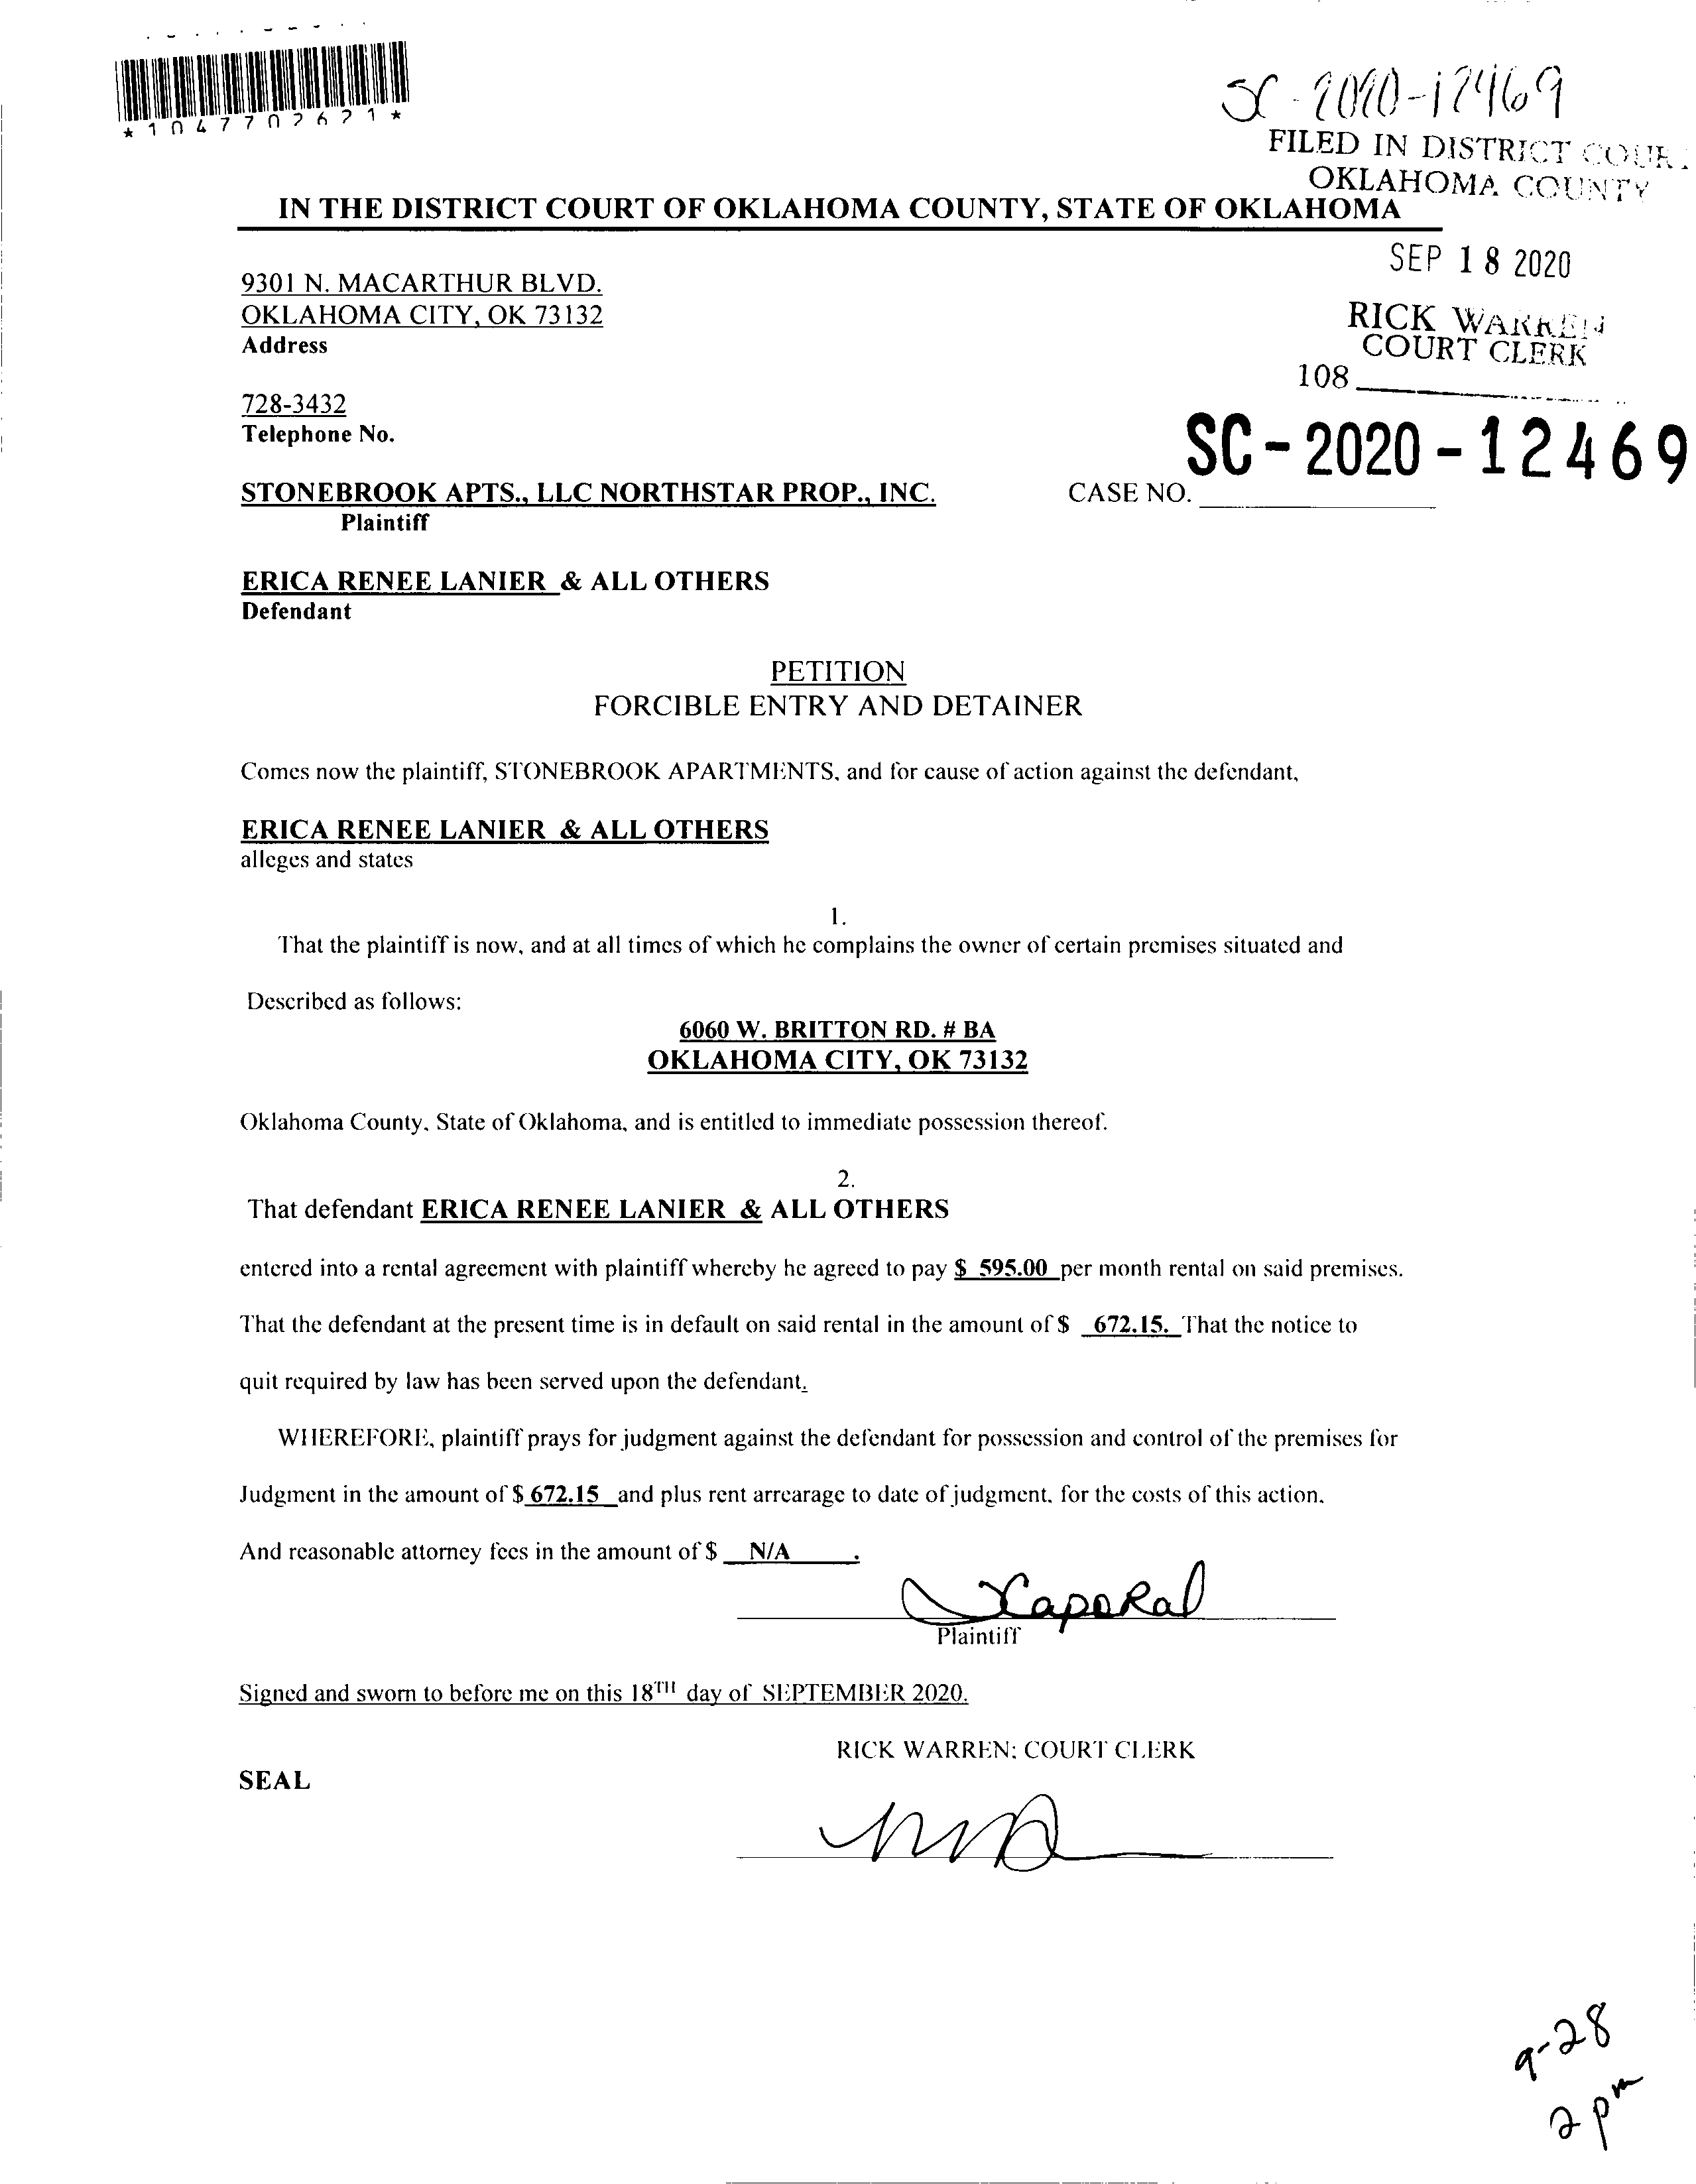 *1047702621*
SC-2020-12469
FILED IN DISTRICT COURT
OKLAHOMA COUNTY
IN THE DISTRICT COURT OF OKLAHOMA COUNTY, STATE OF OKLAHOMA
SEP 18 2020
9301 N. MACARTHUR BLVD.
OKLAHOMA CITY, OK 73132
Address
RICK WARREN
COURT CLERK
108
728-3432
Telephone No.
SC-2020-12469
STONEBROOK APTS., LLC NORTHSTAR PROP., INC. CASE NO.
Plaintiff
ERICA RENEE LANIER & ALL OTHERS
Defendant
PETITION
FORCIBLE ENTRY AND DETAINER
Comes now the plaintiff, STONEBROOK APARTMENTS, and for cause of action against the defendant,
ERICA RENEE LANIER & ALL OTHERS
alleges and states
1.
That the plaintiff is now, and at all times of which he complains the owner of certain premises situated and
Described as follows:
6060 W. BRITTON RD. # BA
OKLAHOMA CITY, OK 73132
Oklahoma County, State of Oklahoma, and is entitled to immediate possession thereof.
2.
That defendant ERICA RENEE LANIER & ALL OTHERS
entered into a rental agreement with plaintiff whereby he agreed to pay $ 595.00 per month rental on said premises.
That the defendant at the present time is in default on said rental in the amount of $ 672.15. That the notice to
quit required by law has been served upon the defendant.
WHEREFORE, plaintiff prays for judgment against the defendant for possession and control of the premises for
Judgment in the amount of $ 672.15 and plus rent arrearage to date of judgment, for the costs of this action.
And reasonable attorney fees in the amount of $ N/A .
Plaintiff
Signed and sworn to before me on this 18TH day of SEPTEMBER 2020.
RICK WARREN; COURT CLERK
SEAL
9-28
2 pm